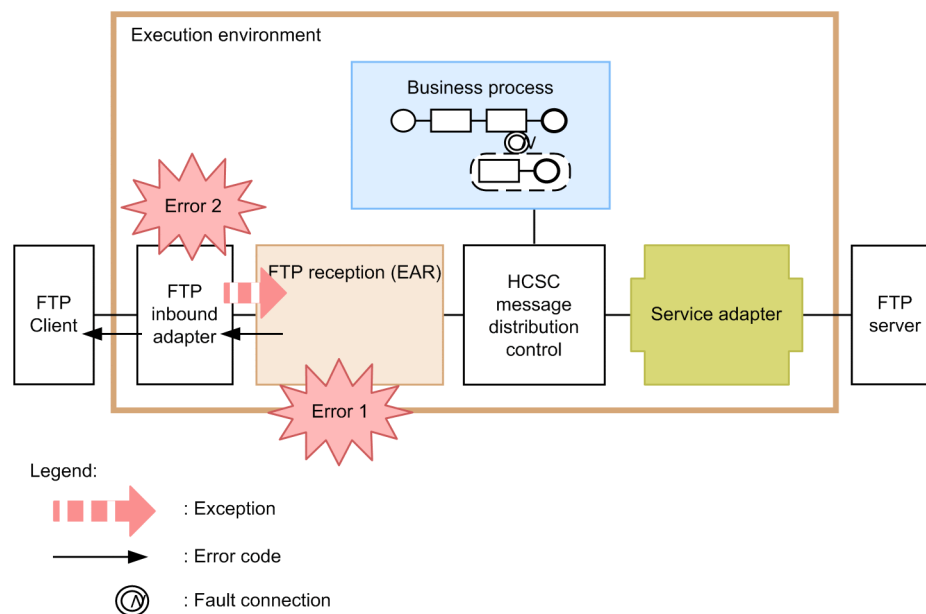 Execution environment
Business process
Error 2
FTP
Client
FTP
inbound
adapter
FTP reception (EAR)
HCSC
message
distribution
control
Service adapter
FTP
server
Error 1
Legend:
: Exception
: Error code
: Fault connection